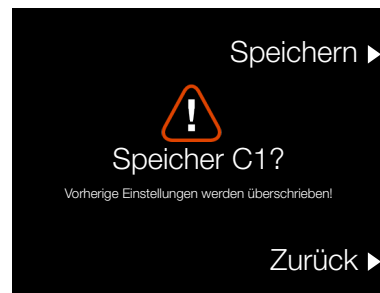 Speichern
Speicher C1?
Vorherige Einstellungen werden überschrieben!
Zurück